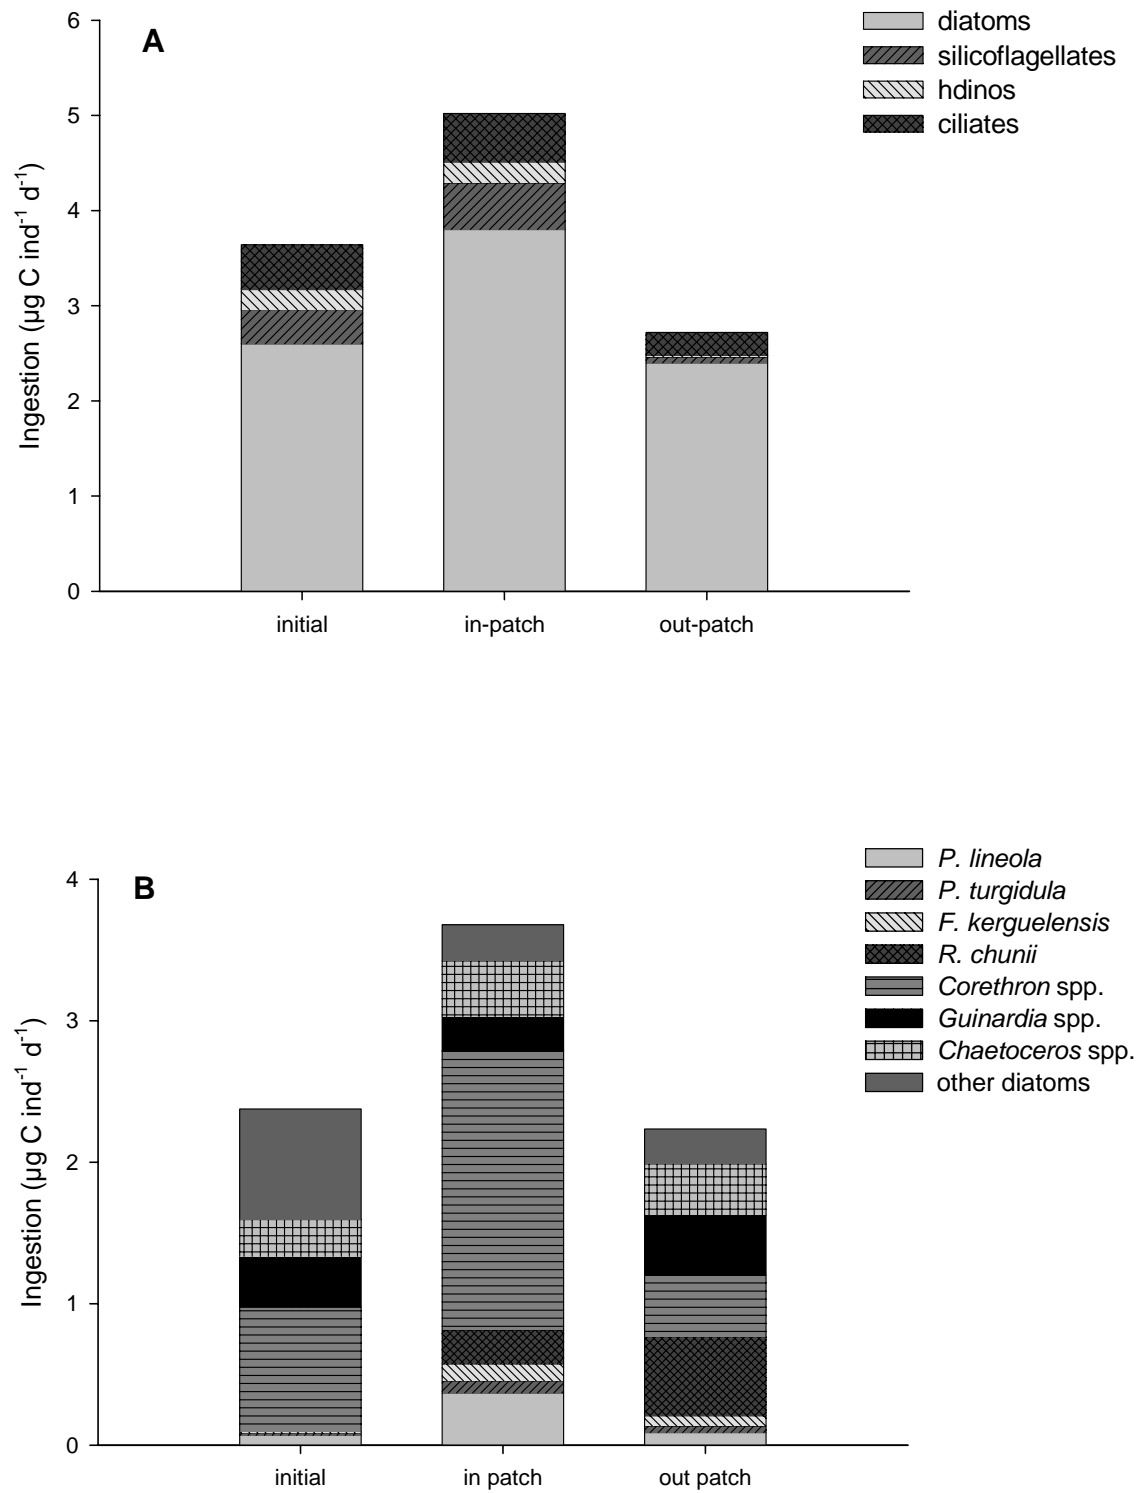 A
6
5
4
3
2
1
0
Ingestion (µg C ind⁻¹ d⁻¹)
initial
in-patch
out-patch
diatoms
silicoflagellates
hdinos
ciliates
B
4
3
2
1
0
Ingestion (µg C ind⁻¹ d⁻¹)
initial
in patch
out patch
P. lineola
P. turgidula
F. kerguelensis
R. chunii
Corethron spp.
Guinardia spp.
Chaetoceros spp.
other diatoms